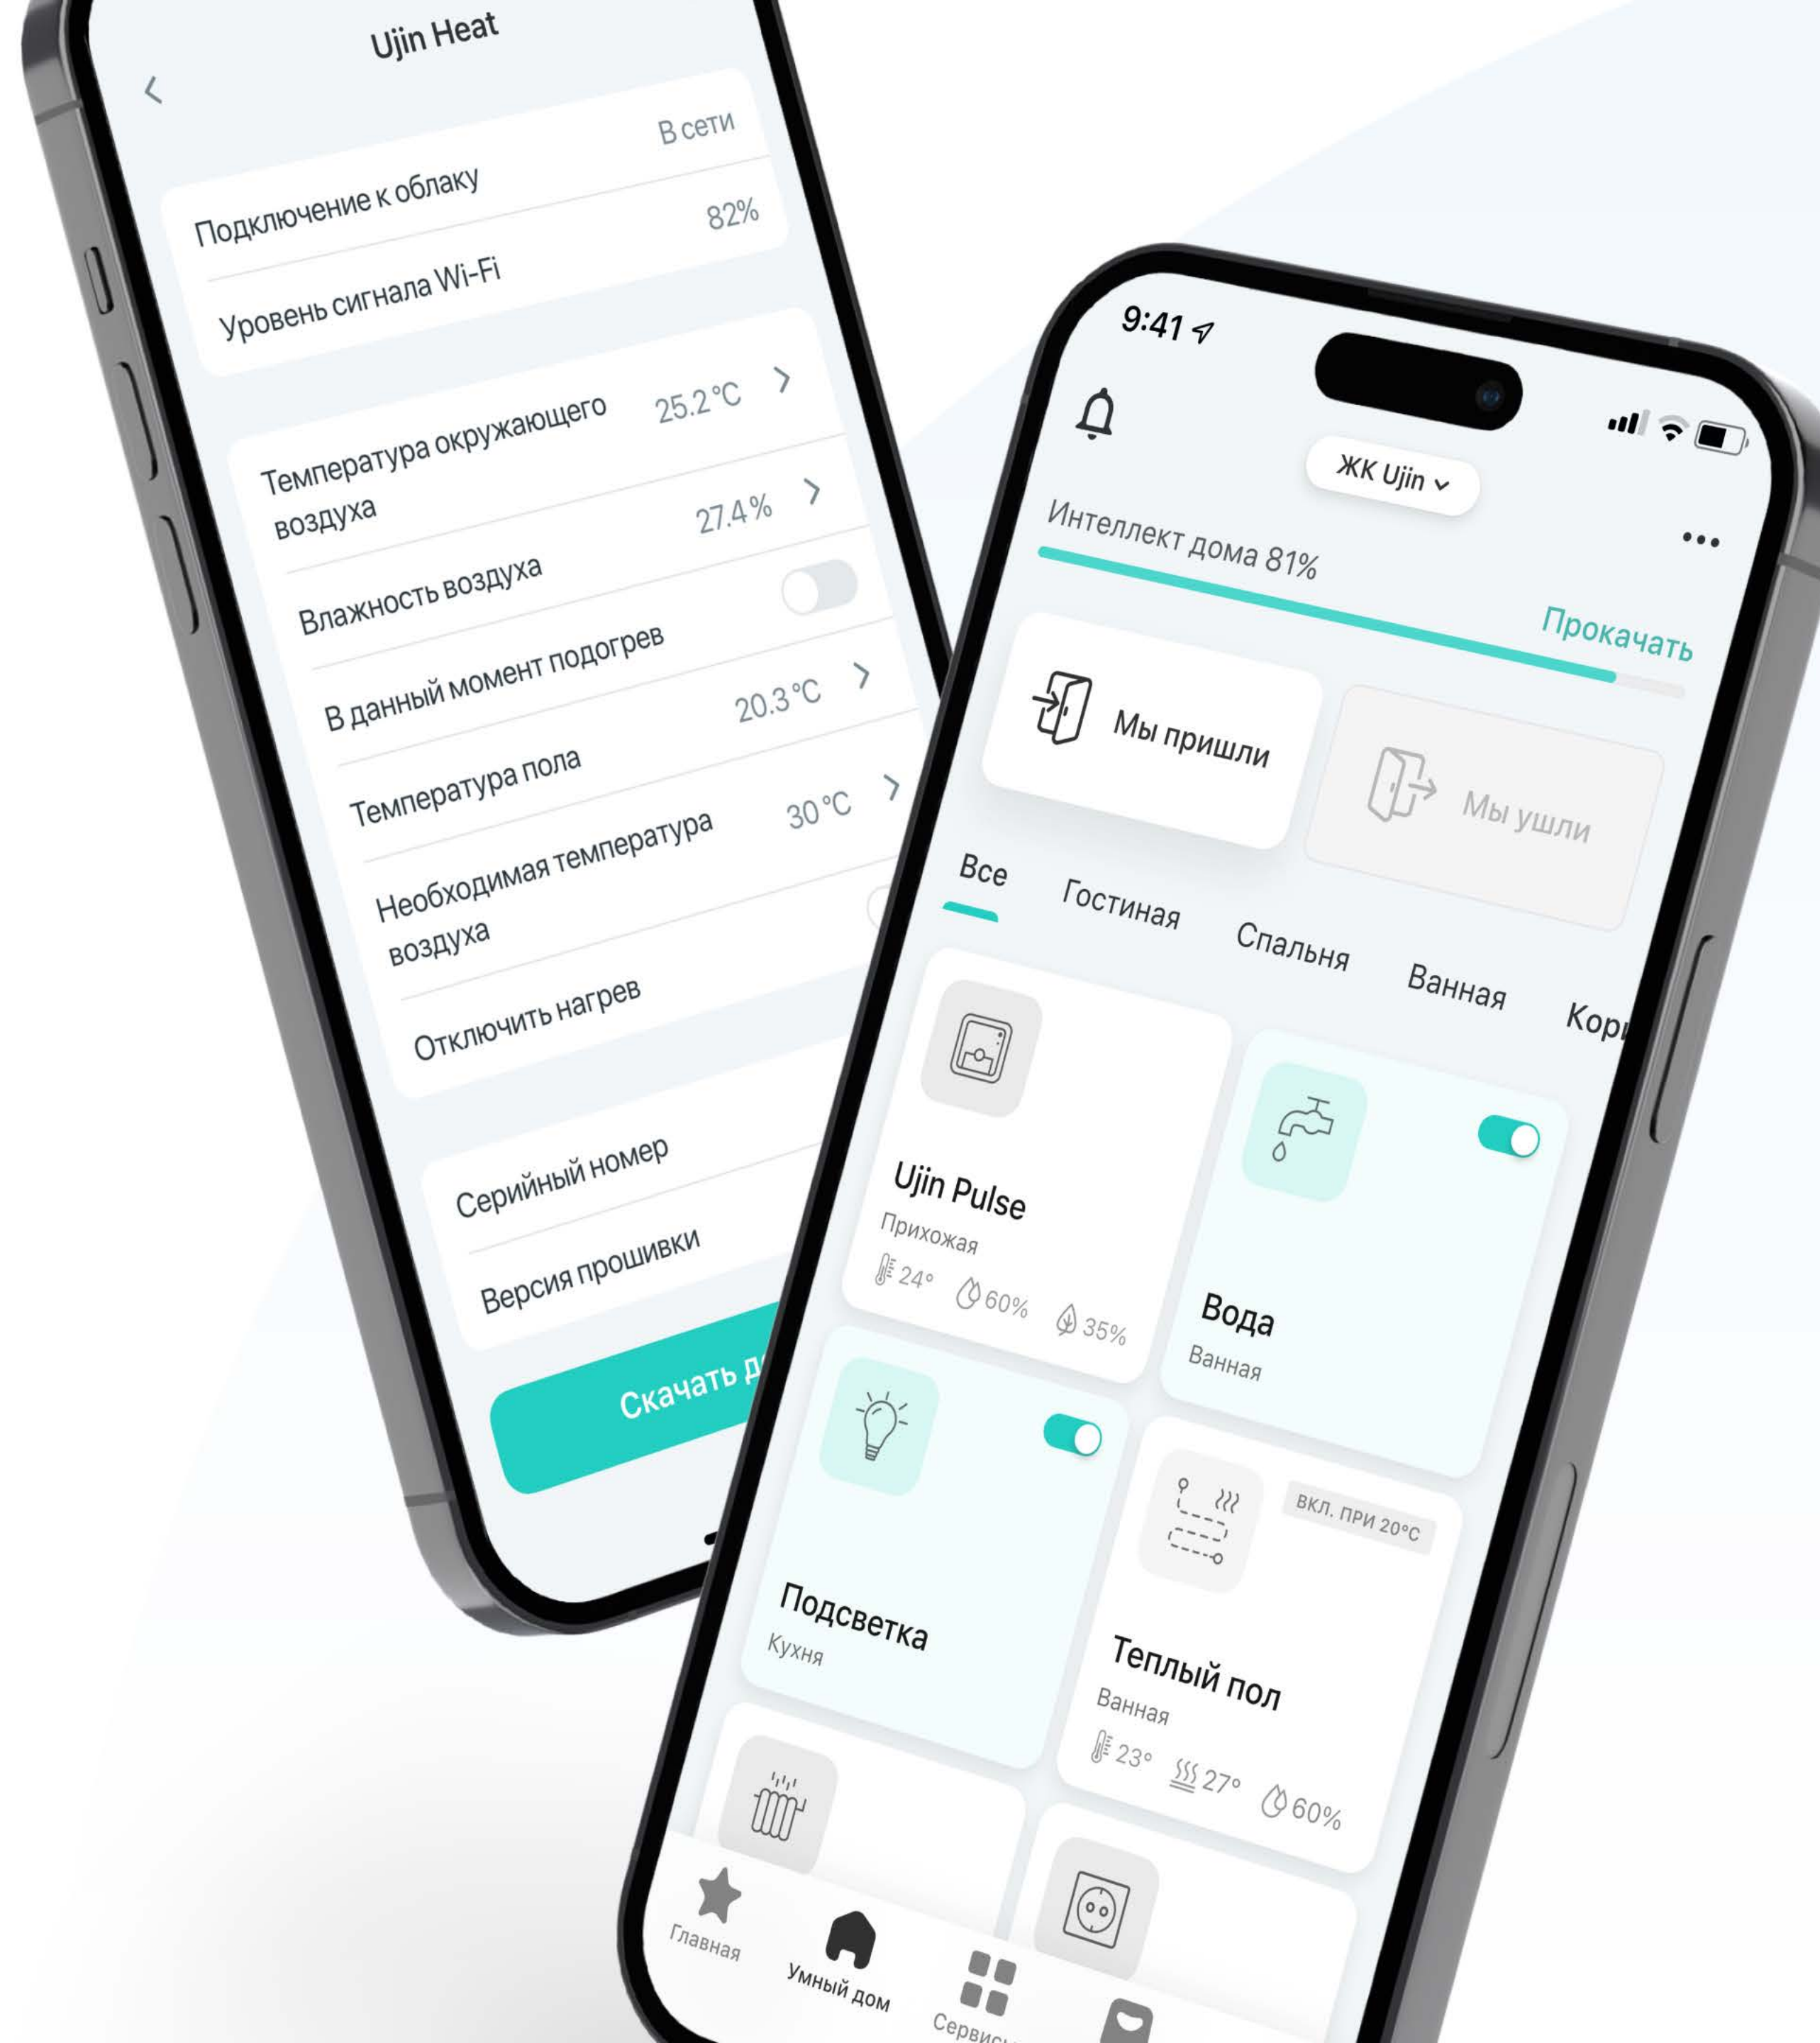 Ujin Heat
Подключение к облаку
В сети
Уровень сигнала Wi-Fi
82%
Температура окружающего
воздуха
25.2 °C
Влажность воздуха
27.4 %
В данный момент подогрев
Температура пола
20.3 °C
Необходимая температура
воздуха
30 °C
Отключить нагрев
Серийный номер
Версия прошивки
Скачать
9:41
ЖК Ujin
Интеллект дома 81%
Прокачать
Мы пришли
Мы ушли
Все
Гостиная
Спальня
Ванная
Ujin Pulse
Прихожая
24°
60%
35%
Вода
Ванная
Подсветка
Кухня
ВКЛ. ПРИ 20°C
Теплый пол
Ванная
23°
27°
60%
Главная
Умный дом